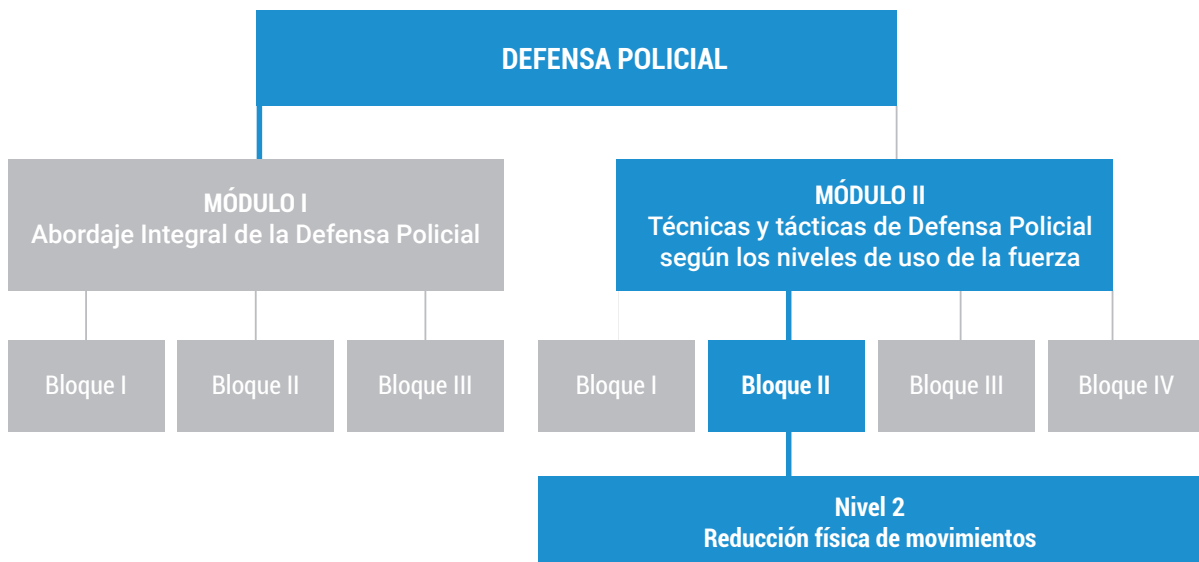 DEFENSA POLICIAL
MÓDULO I
Abordaje Integral de la Defensa Policial
MÓDULO II
Técnicas y tácticas de Defensa Policial
según los niveles de uso de la fuerza
Bloque I
Bloque II
Bloque III
Bloque I
Bloque II
Bloque III
Bloque IV
Nivel 2
Reducción física de movimientos